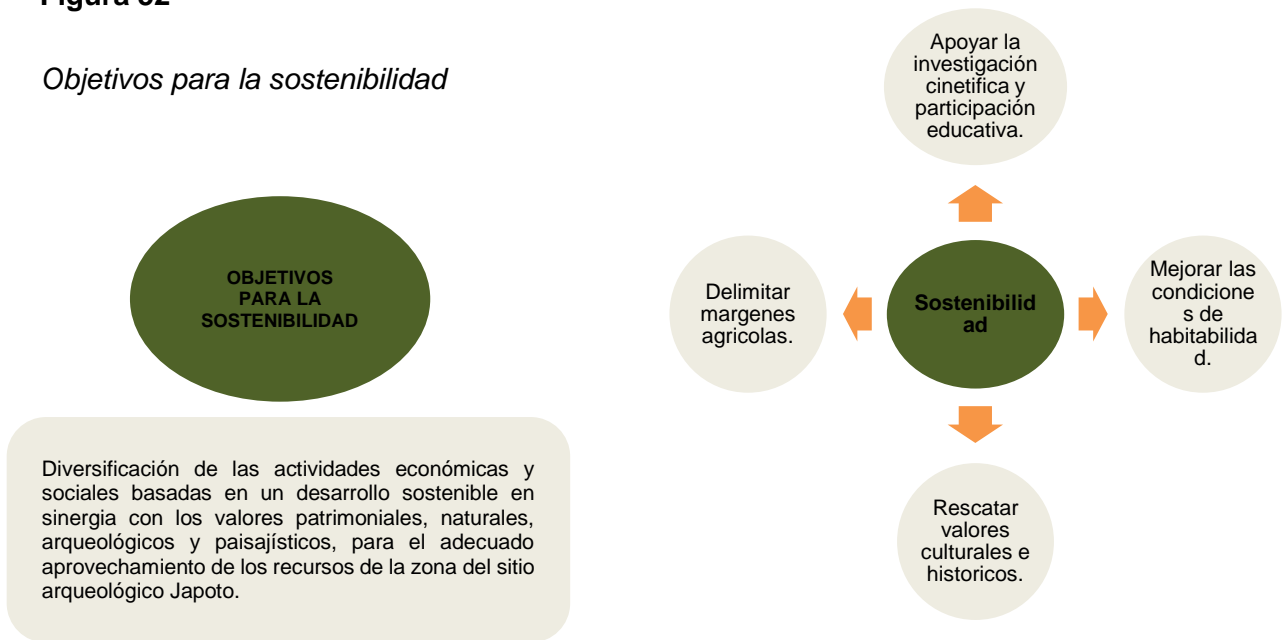 Figura 32
Objetivos para la sostenibilidad
OBJETIVOS
PARA LA
SOSTENIBILIDAD
Diversificación de las actividades económicas y
sociales basadas en un desarrollo sostenible en
sinergia con los valores patrimoniales, naturales,
arqueológicos y paisajísticos, para el adecuado
aprovechamiento de los recursos de la zona del sitio
arqueológico Japoto.
Apoyar la
investigación
cinetifica y
participación
educativa.
Delimitar
margenes
agricolas.
Sostenibilid
ad
Mejorar las
condicione
s de
habitabilida
d.
Rescatar
valores
culturales e
historicos.